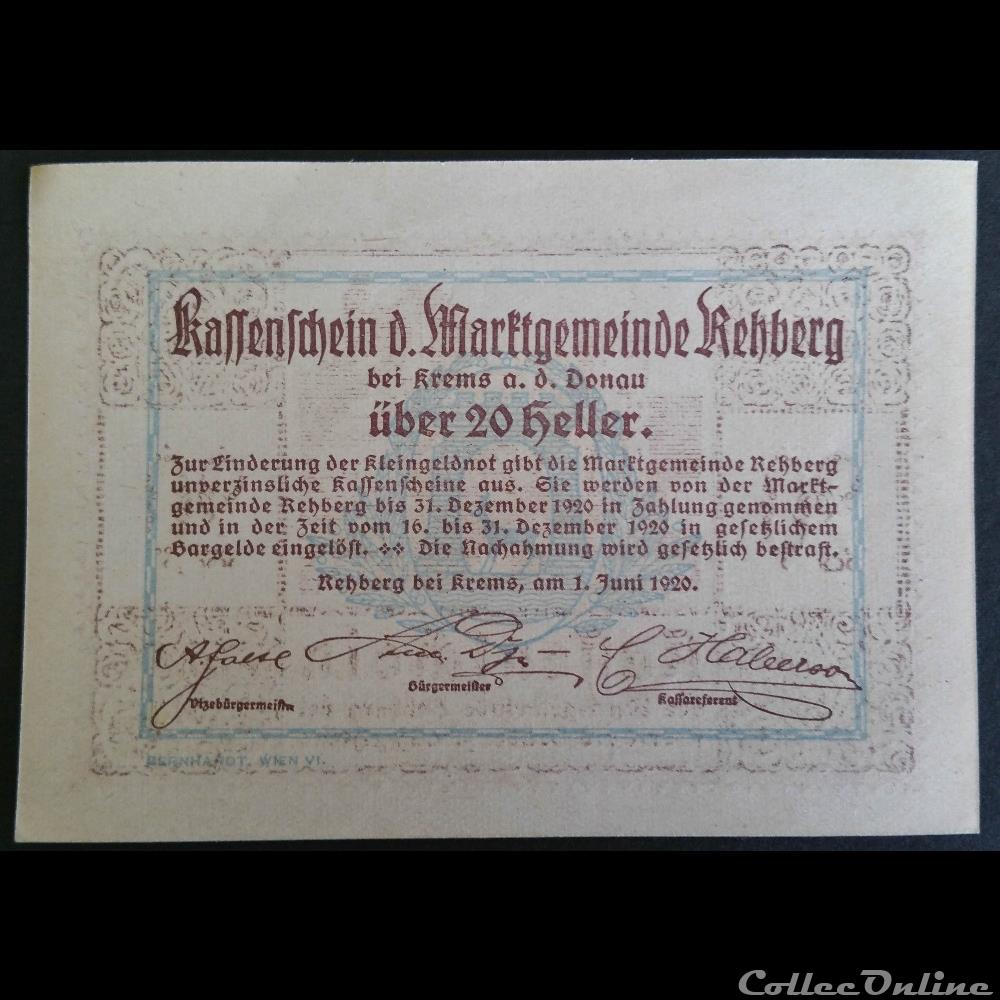 Kassenschein d. Marktgemeinde Rehberg
bei Krems a. d. Donau
über 20 Heller.
Zur Linderung der Kleingeldnot gibt die Marktgemeinde Rehberg
unverzinsliche Kassenscheine aus. Sie werden von der Markt-
gemeinde Rehberg bis 31. Dezember 1920 in Zahlung genommen
und in der Zeit vom 16. bis 31. Dezember 1920 in gesetzlichem
Bargelde eingelöst. Die Nachahmung wird gesetzlich bestraft.
Rehberg bei Krems, am 1. Juni 1920.
Vizebürgermeister
Bürgermeister
Kassareferent
BERNHARDT, WIEN VI.
ColleeOnline